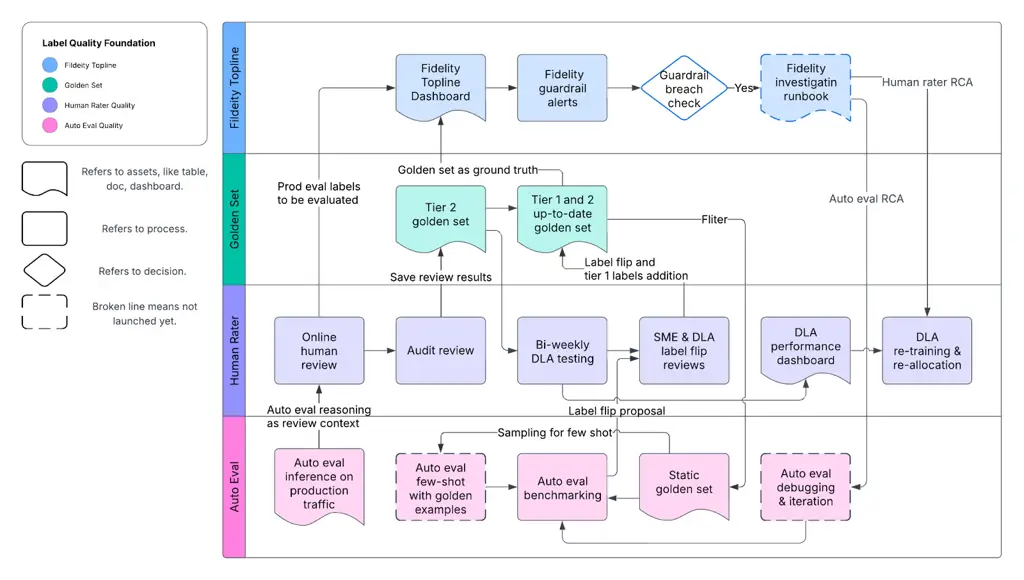 Label Quality Foundation
Fildeity Topline
Golden Set
Human Rater Quality
Auto Eval Quality
Refers to assets, like table,
doc, dashboard.
Refers to process.
Refers to decision.
Broken line means not
launched yet.
Fildeity Topline
Fidelity
Topline
Dashboard
Fidelity
guardrail
alerts
Guardrail
breach
check
Yes
Fidelity
investigatin
runbook
Human rater RCA
Golden Set
Prod eval labels
to be evaluated
Golden set as ground truth
Tier 2
golden set
Tier 1 and 2
up-to-date
golden set
Fliter
Auto eval RCA
Save review results
Label flip and
tier 1 labels addition
Human Rater
Online
human
review
Audit review
Bi-weekly
DLA testing
SME & DLA
label flip
reviews
DLA
performance
dashboard
DLA
re-training &
re-allocation
Auto eval reasoning
as review context
Label flip proposal
Auto Eval
Sampling for few shot
Auto eval
inference on
production
traffic
Auto eval
few-shot
with golden
examples
Auto eval
benchmarking
Static
golden set
Auto eval
debugging
& iteration